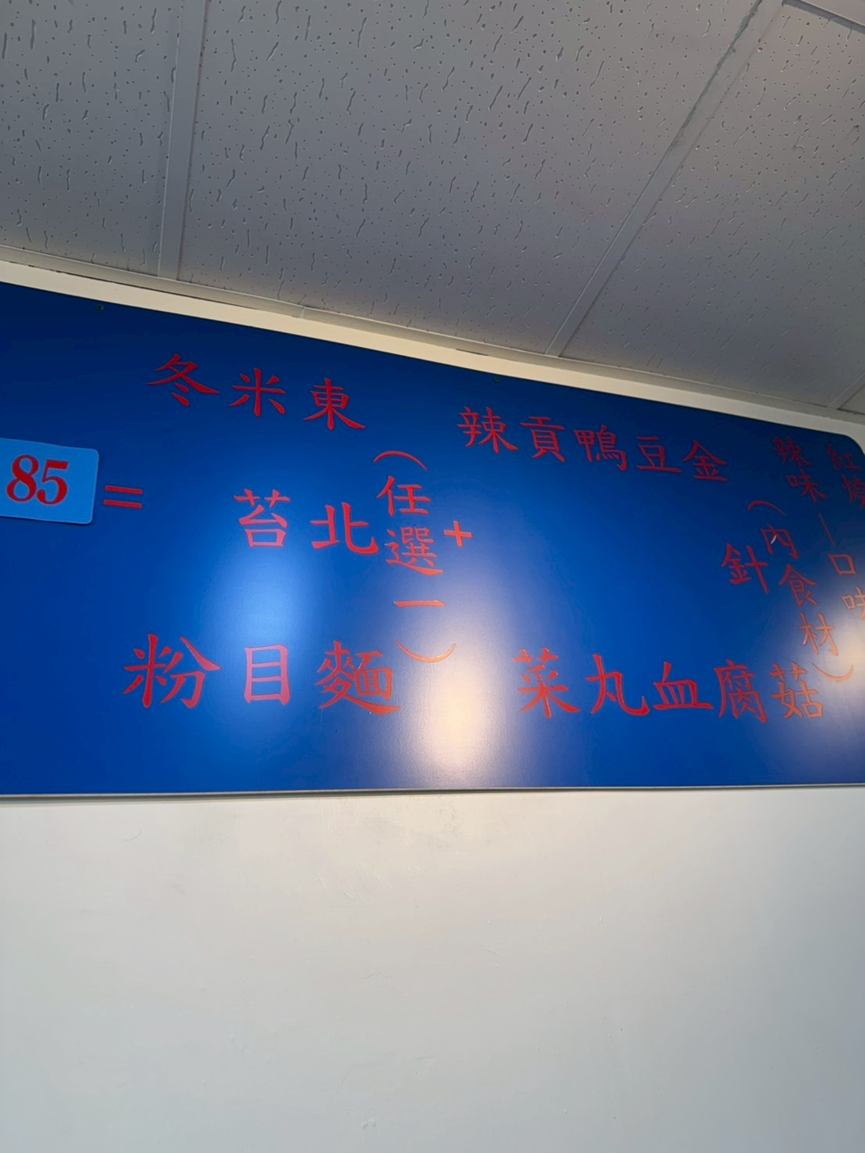 紅燒
辣味
—口味
（內食材）
金針菇
豆腐
鴨血
貢丸
辣菜
+
（任選一）
東北麵
米苔目
冬粉
=
85